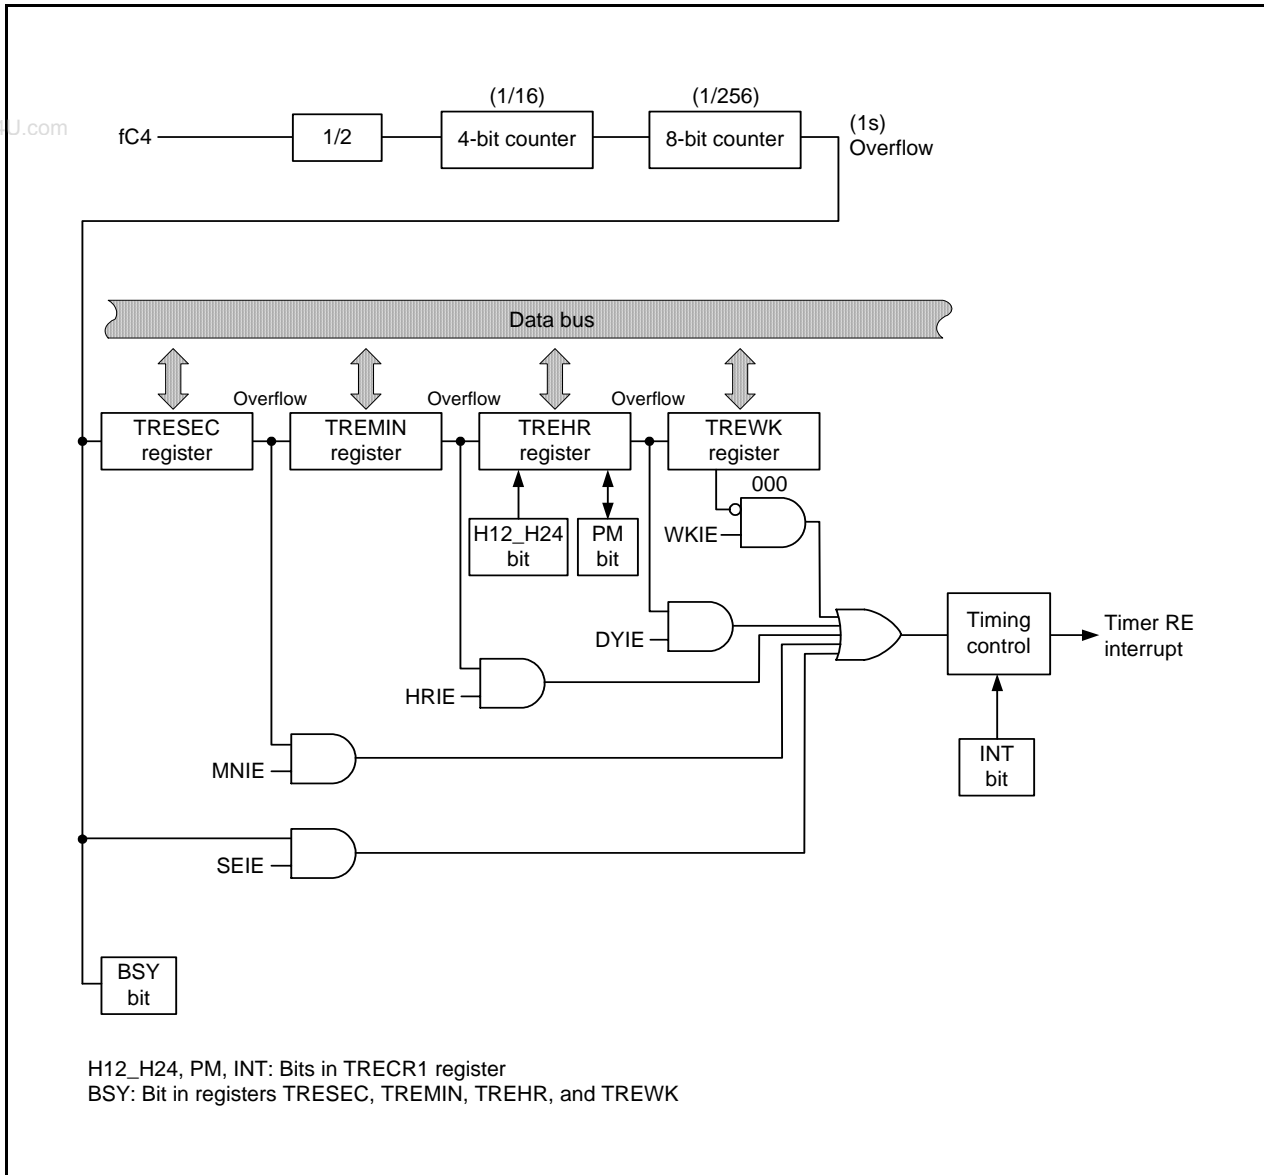 (1/16)
(1/256)
4U.com
fC4
1/2
4-bit counter
8-bit counter
(1s)
Overflow
Data bus
Overflow
Overflow
Overflow
TRESEC
register
TREMIN
register
TREHR
register
TREWK
register
000
H12_H24
bit
PM
bit
WKIE
DYIE
HRIE
MNIE
SEIE
Timing
control
Timer RE
interrupt
INT
bit
BSY
bit
H12_H24, PM, INT: Bits in TRECR1 register
BSY: Bit in registers TRESEC, TREMIN, TREHR, and TREWK